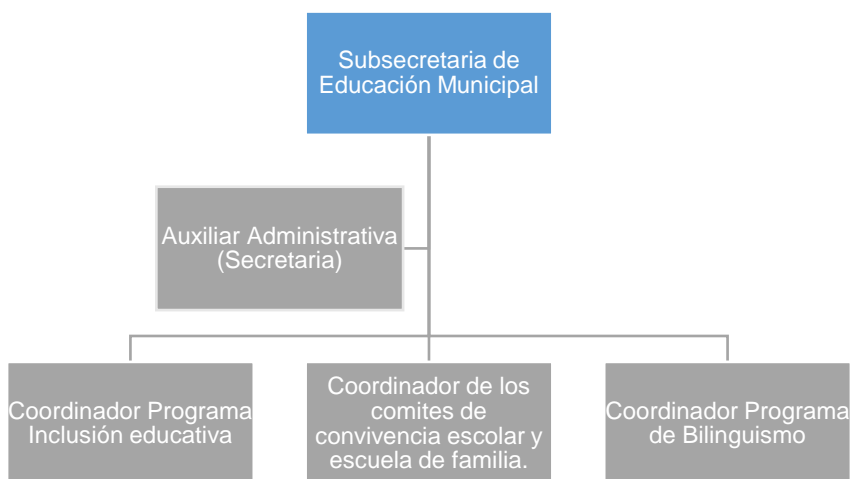 Subsecretaria de
Educación Municipal
Auxiliar Administrativa
(Secretaria)
Coordinador Programa
Inclusión educativa
Coordinador de los
comites de
convivencia escolar y
escuela de familia.
Coordinador Programa
de Bilinguismo